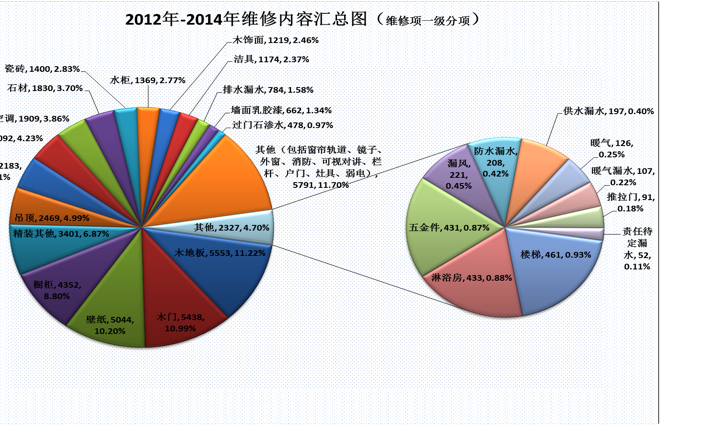 2012年-2014年维修内容汇总图（维修项一级分项）
木饰面, 1219, 2.46%
洁具, 1174, 2.37%
瓷砖, 1400, 2.83%
水柜, 1369, 2.77%
石材, 1830, 3.70%
排水漏水, 784, 1.58%
墙面乳胶漆, 662, 1.34%
过门石渗水, 478, 0.97%
空调, 1909, 3.86%
092, 4.23%
2183,
1%
其他（包括窗帘轨道、镜子、
外窗、消防、可视对讲、栏
杆、户门、灶具、弱电）,
5791, 11.70%
吊顶, 2469, 4.99%
其他, 2327, 4.70%
精装其他, 3401, 6.87%
木地板, 5553, 11.22%
橱柜, 4352,
8.80%
壁纸, 5044,
10.20%
木门, 5438,
10.99%
供水漏水, 197, 0.40%
防水漏水,
208,
0.42%
暖气, 126,
0.25%
漏风,
221,
0.45%
暖气漏水, 107,
0.22%
推拉门, 91,
0.18%
五金件, 431, 0.87%
责任待
定漏
水, 52,
0.11%
楼梯, 461, 0.93%
淋浴房, 433, 0.88%